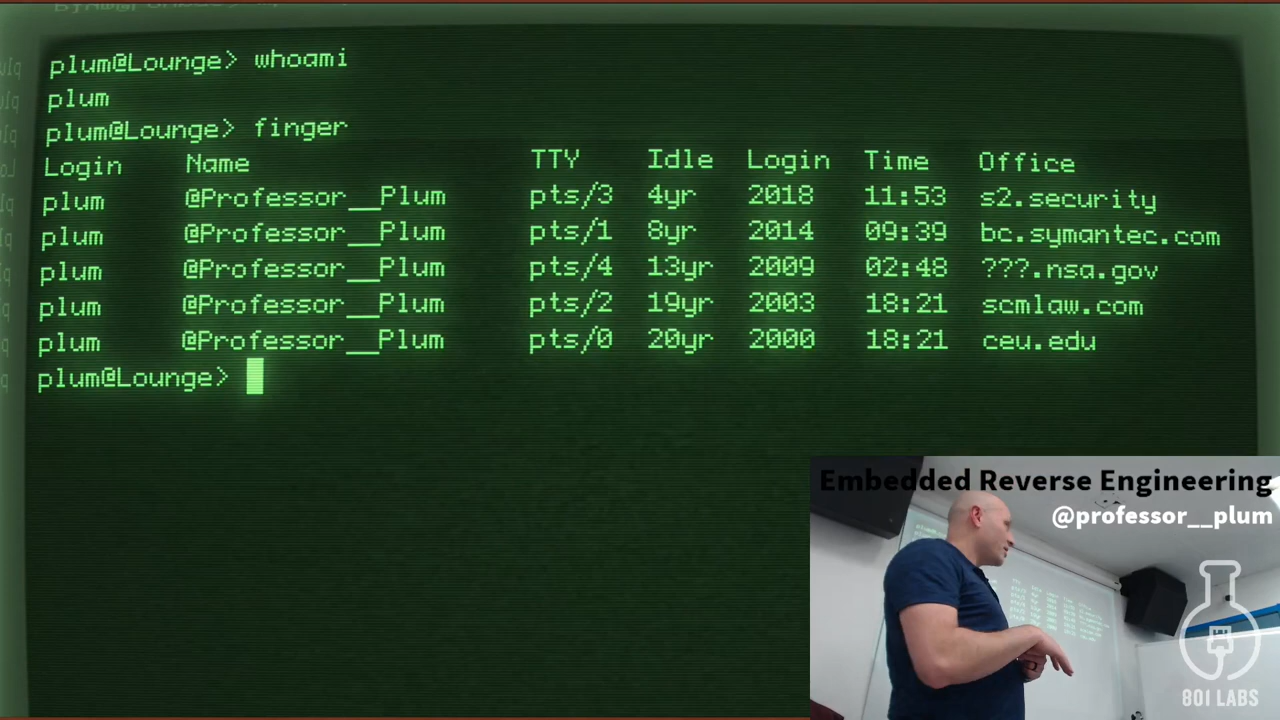 plum@Lounge> whoami
plum
plum@Lounge> finger
Login Name TTY Idle Login Time Office
plum @Professor__Plum pts/3 4yr 2018 11:53 s2.security
plum @Professor__Plum pts/1 8yr 2014 09:39 bc.symantec.com
plum @Professor__Plum pts/4 13yr 2009 02:48 ???.nsa.gov
plum @Professor__Plum pts/2 19yr 2003 18:21 scmlaw.com
plum @Professor__Plum pts/0 20yr 2000 18:21 ceu.edu
plum@Lounge>
Embedded Reverse Engineering
@professor__plum
801 LABS